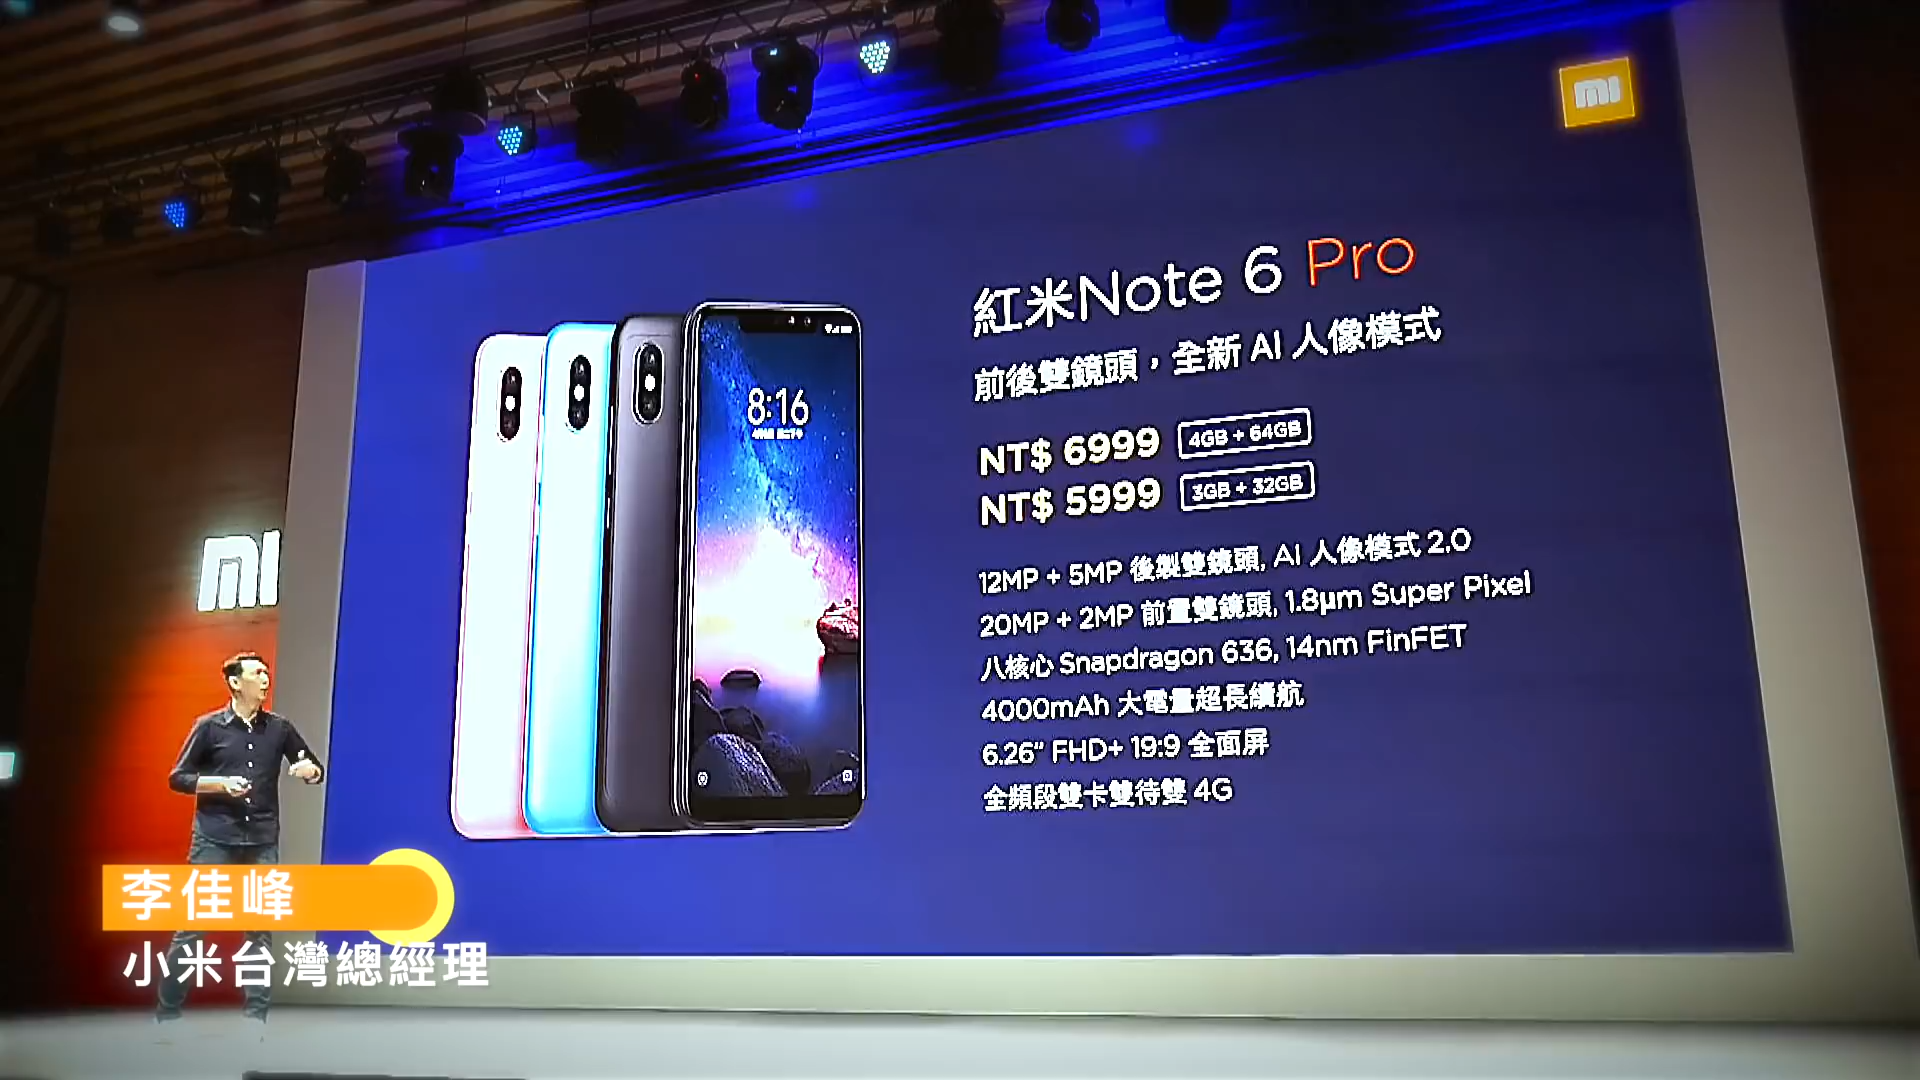 mi
紅米Note 6 Pro
前後雙鏡頭，全新 AI 人像模式
NT$ 6999 4GB + 64GB
NT$ 5999 3GB + 32GB
12MP + 5MP 後製雙鏡頭, AI 人像模式 2.0
20MP + 2MP 前置雙鏡頭, 1.8μm Super Pixel
八核心 Snapdragon 636, 14nm FinFET
4000mAh 大電量超長續航
6.26” FHD+ 19:9 全面屏
全頻段雙卡雙待雙 4G
8:16
mi
李佳峰
小米台灣總經理